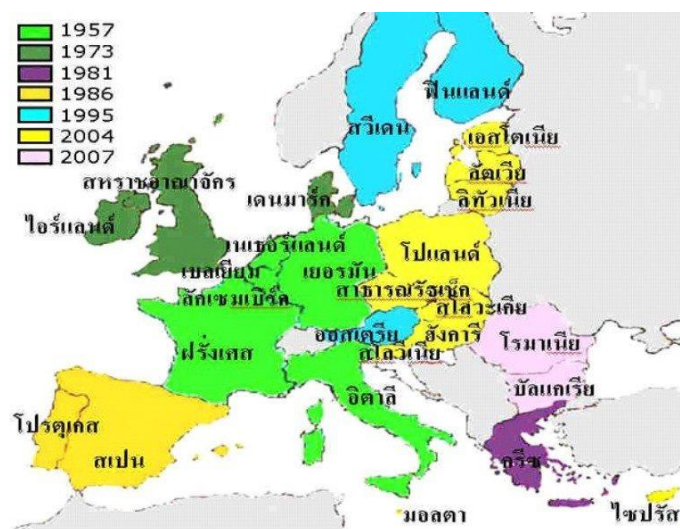 1957
1973
1981
1986
1995
2004
2007
ฟินแลนด์
สวีเดน
เอสโตเนีย
ลัตเวีย
ลิทัวเนีย
สหราชอาณาจักร
เดนมาร์ค
ไอร์แลนด์
เนเธอร์แลนด์
โปแลนด์
เบลเยียม
เยอรมัน
สาธารณรัฐเช็ค
ลักเซมเบิร์ค
สโลวะเกีย
ออสเตรีย
ฮังการี
ฝรั่งเศส
สโลวีเนีย
โรมาเนีย
อิตาลี
บัลแกเรีย
โปรตุเกส
สเปน
กรีซ
มอลตา
ไซปรัส